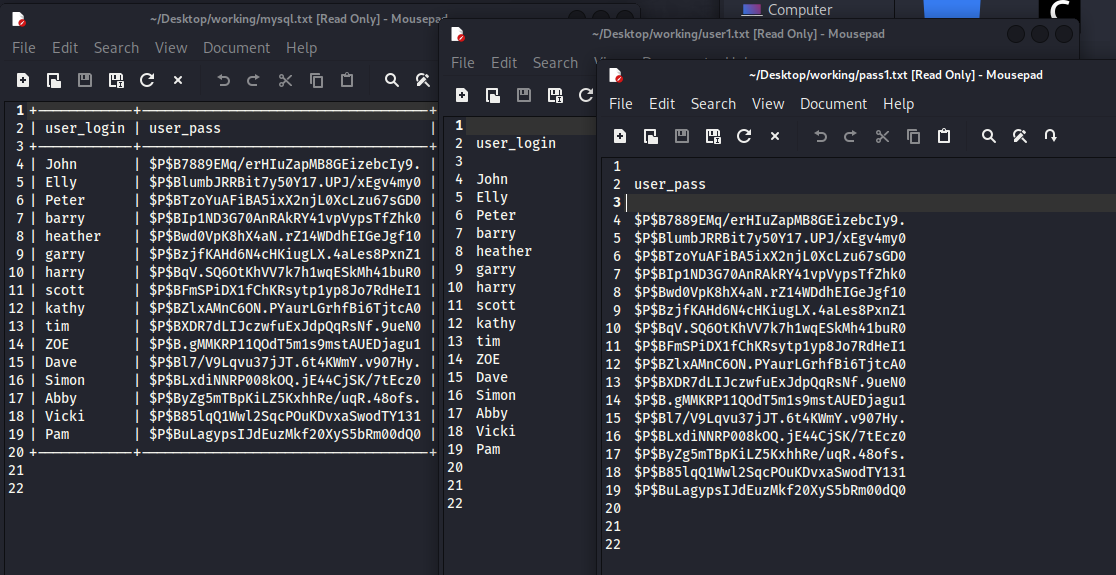 Computer
~/Desktop/working/mysql.txt [Read Only] - Mousepad
File Edit Search View Document Help
1 +------------+------------------------------------+
2 | user_login | user_pass |
3 +------------+------------------------------------+
4 | John | $P$B7889EMq/erHIuZapMB8GEizebcIy9.
5 | Elly | $P$BlumbJRRBit7y50Y17.UPJ/xEgv4my0 |
6 | Peter | $P$BTzoYuAFiBA5ixX2njL0XcLzu67sGD0 |
7 | barry | $P$BIp1ND3G70AnRAkRY41vpVypsTfZhk0 |
8 | heather | $P$Bwd0VpK8hX4aN.rZ14WDdhEIGeJgf10 |
9 | garry | $P$BzjfKAHd6N4cHKiugLX.4aLes8PxnZ1 |
10 | harry | $P$BqV.SQ6OtKhVV7k7h1wqESkMh41buR0 |
11 | scott | $P$BFmSPiDX1fChKRsytp1yp8Jo7RdHeI1 |
12 | kathy | $P$BZlxAMnC6ON.PYaurLGrhfBi6TjtcA0 |
13 | tim | $P$BXDR7dLIJczwfuExJdpQqRsNf.9ueN0 |
14 | ZOE | $P$B.gMMKRP11QOdT5m1s9mstAUEDjagu1 |
15 | Dave | $P$Bl7/V9Lqvu37jJT.6t4KWmY.v907Hy. |
16 | Simon | $P$BLxdiNNRP008kOQ.jE44CjSK/7tEcz0 |
17 | Abby | $P$ByZg5mTBpKiLZ5KxhhRe/uqR.48ofs. |
18 | Vicki | $P$B85lqQ1Wwl2SqcPOuKDvxaSwodTY131 |
19 | Pam | $P$BuLagypsIJdEuzMkf20XyS5bRm00dQ0 |
20 +------------+------------------------------------+
21
22
~/Desktop/working/user1.txt [Read Only] - Mousepad
File Edit Search
1
2 user_login
3
4 John
5 Elly
6 Peter
7 barry
8 heather
9 garry
10 harry
11 scott
12 kathy
13 tim
14 ZOE
15 Dave
16 Simon
17 Abby
18 Vicki
19 Pam
20
21
22
~/Desktop/working/pass1.txt [Read Only] - Mousepad
File Edit Search View Document Help
1
2 user_pass
3
4 $P$B7889EMq/erHIuZapMB8GEizebcIy9.
5 $P$BlumbJRRBit7y50Y17.UPJ/xEgv4my0
6 $P$BTzoYuAFiBA5ixX2njL0XcLzu67sGD0
7 $P$BIp1ND3G70AnRAkRY41vpVypsTfZhk0
8 $P$Bwd0VpK8hX4aN.rZ14WDdhEIGeJgf10
9 $P$BzjfKAHd6N4cHKiugLX.4aLes8PxnZ1
10 $P$BqV.SQ6OtKhVV7k7h1wqESkMh41buR0
11 $P$BFmSPiDX1fChKRsytp1yp8Jo7RdHeI1
12 $P$BZlxAMnC6ON.PYaurLGrhfBi6TjtcA0
13 $P$BXDR7dLIJczwfuExJdpQqRsNf.9ueN0
14 $P$B.gMMKRP11QOdT5m1s9mstAUEDjagu1
15 $P$Bl7/V9Lqvu37jJT.6t4KWmY.v907Hy.
16 $P$BLxdiNNRP008kOQ.jE44CjSK/7tEcz0
17 $P$ByZg5mTBpKiLZ5KxhhRe/uqR.48ofs.
18 $P$B85lqQ1Wwl2SqcPOuKDvxaSwodTY131
19 $P$BuLagypsIJdEuzMkf20XyS5bRm00dQ0
20
21
22